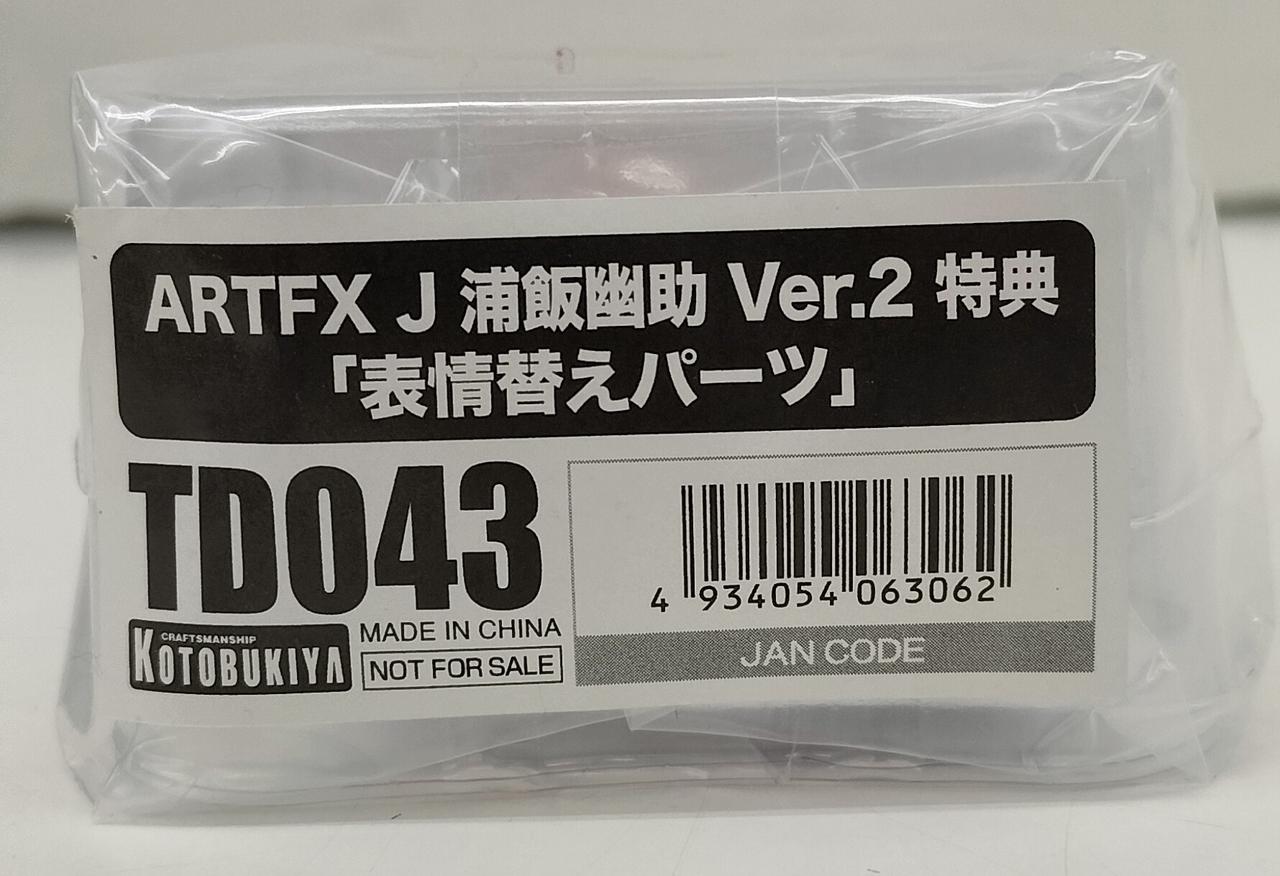 ARTFX J 浦飯幽助 Ver.2 特典
「表情替えパーツ」
TD043
CRAFTSMANSHIP
KOTOBUKIYA
MADE IN CHINA
NOT FOR SALE
4 934054 063062
JAN CODE